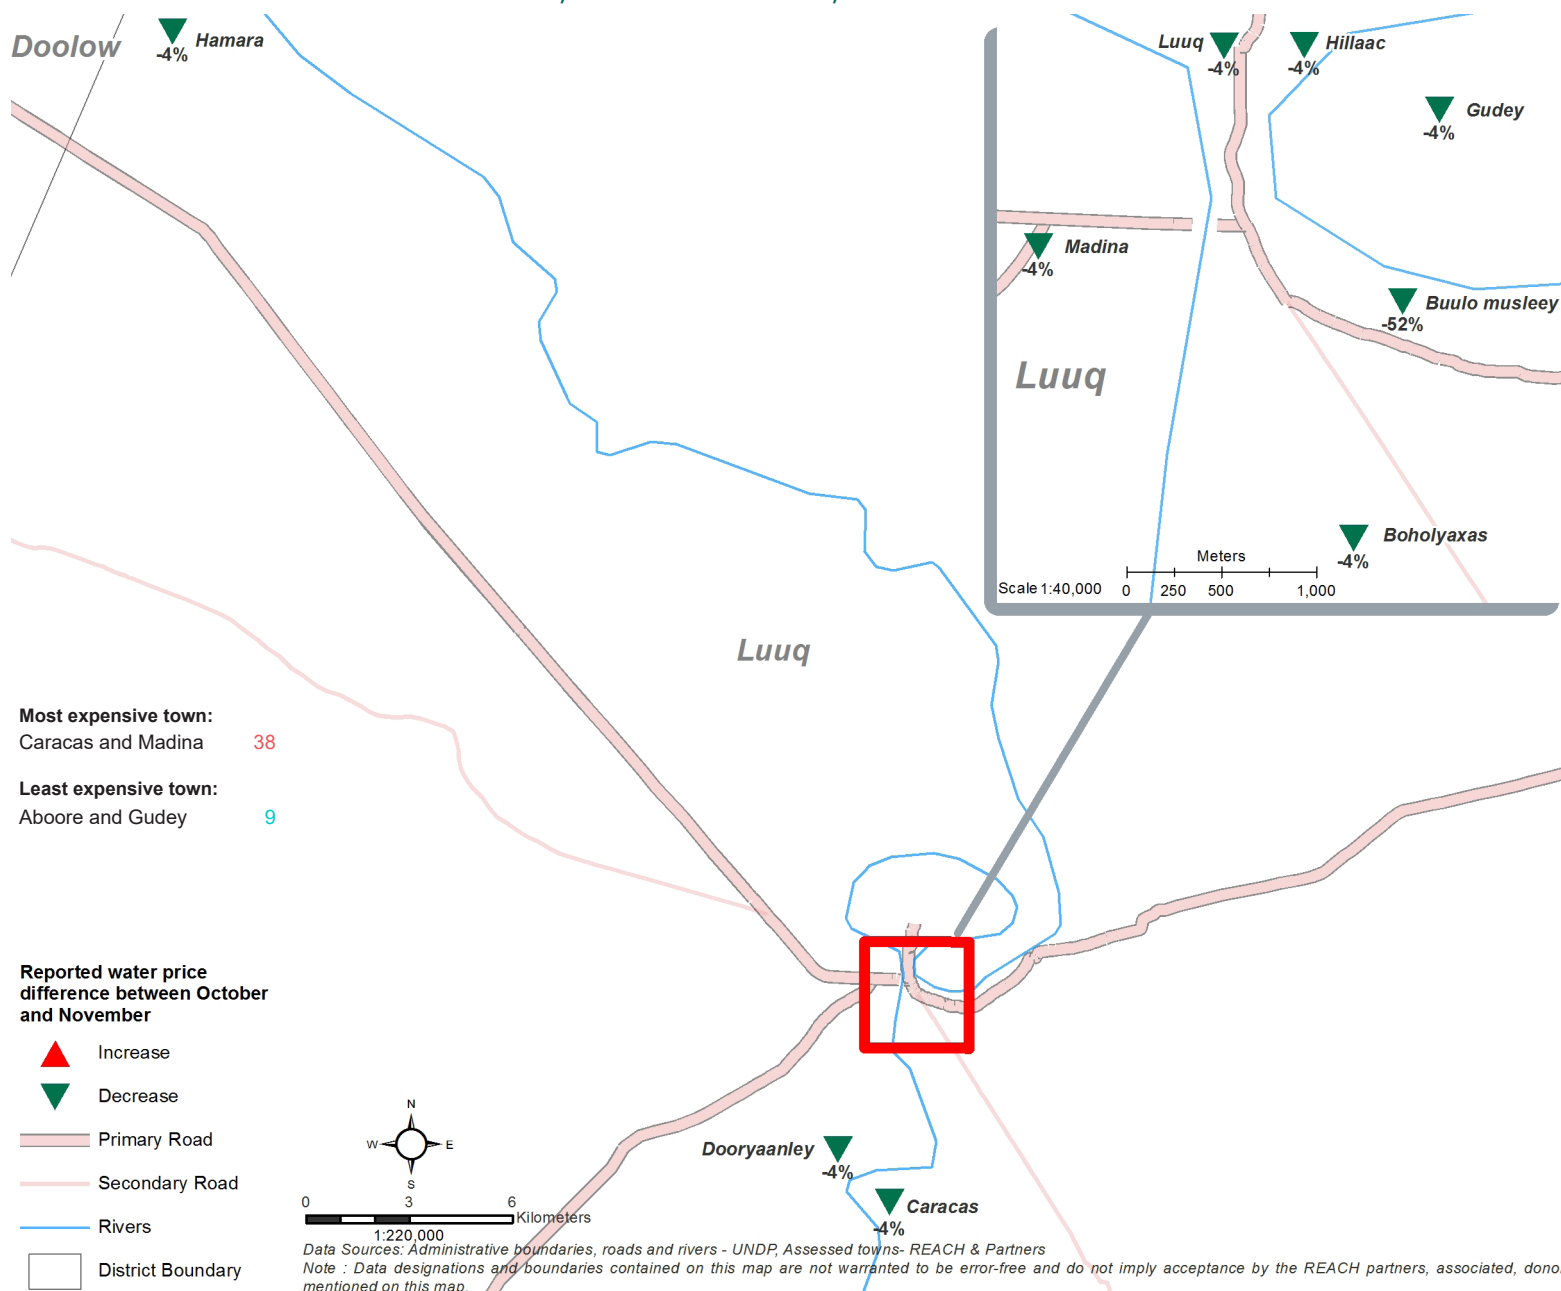 Doolow
Hamara
-4%
Luuq
-4%
Hillaac
-4%
Gudey
-4%
Madina
-4%
Buulo musleey
-52%
Luuq
Boholyaxas
-4%
Meters
Scale 1:40,000
0 250 500 1,000
Luuq
Most expensive town:
Caracas and Madina 38
Least expensive town:
Aboore and Gudey 9
Reported water price
difference between October
and November
Increase
Decrease
Primary Road
Secondary Road
Rivers
District Boundary
N
W E
S
0 3 6
Kilometers
1:220,000
Dooryaanley
-4%
Caracas
-4%
Data Sources: Administrative boundaries, roads and rivers - UNDP, Assessed towns- REACH & Partners
Note : Data designations and boundaries contained on this map are not warranted to be error-free and do not imply acceptance by the REACH partners, associated, dono
mentioned on this map.